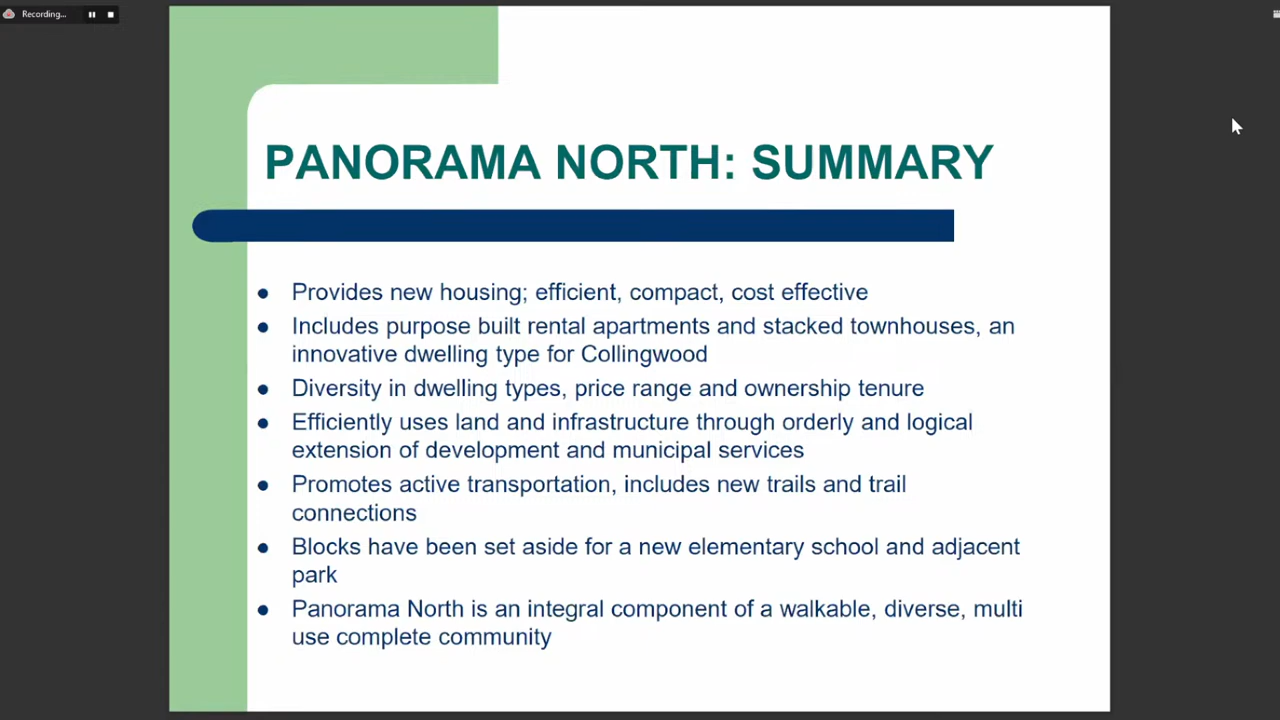 Recording...
PANORAMA NORTH: SUMMARY
● Provides new housing; efficient, compact, cost effective
● Includes purpose built rental apartments and stacked townhouses, an
innovative dwelling type for Collingwood
● Diversity in dwelling types, price range and ownership tenure
● Efficiently uses land and infrastructure through orderly and logical
extension of development and municipal services
● Promotes active transportation, includes new trails and trail
connections
● Blocks have been set aside for a new elementary school and adjacent
park
● Panorama North is an integral component of a walkable, diverse, multi
use complete community